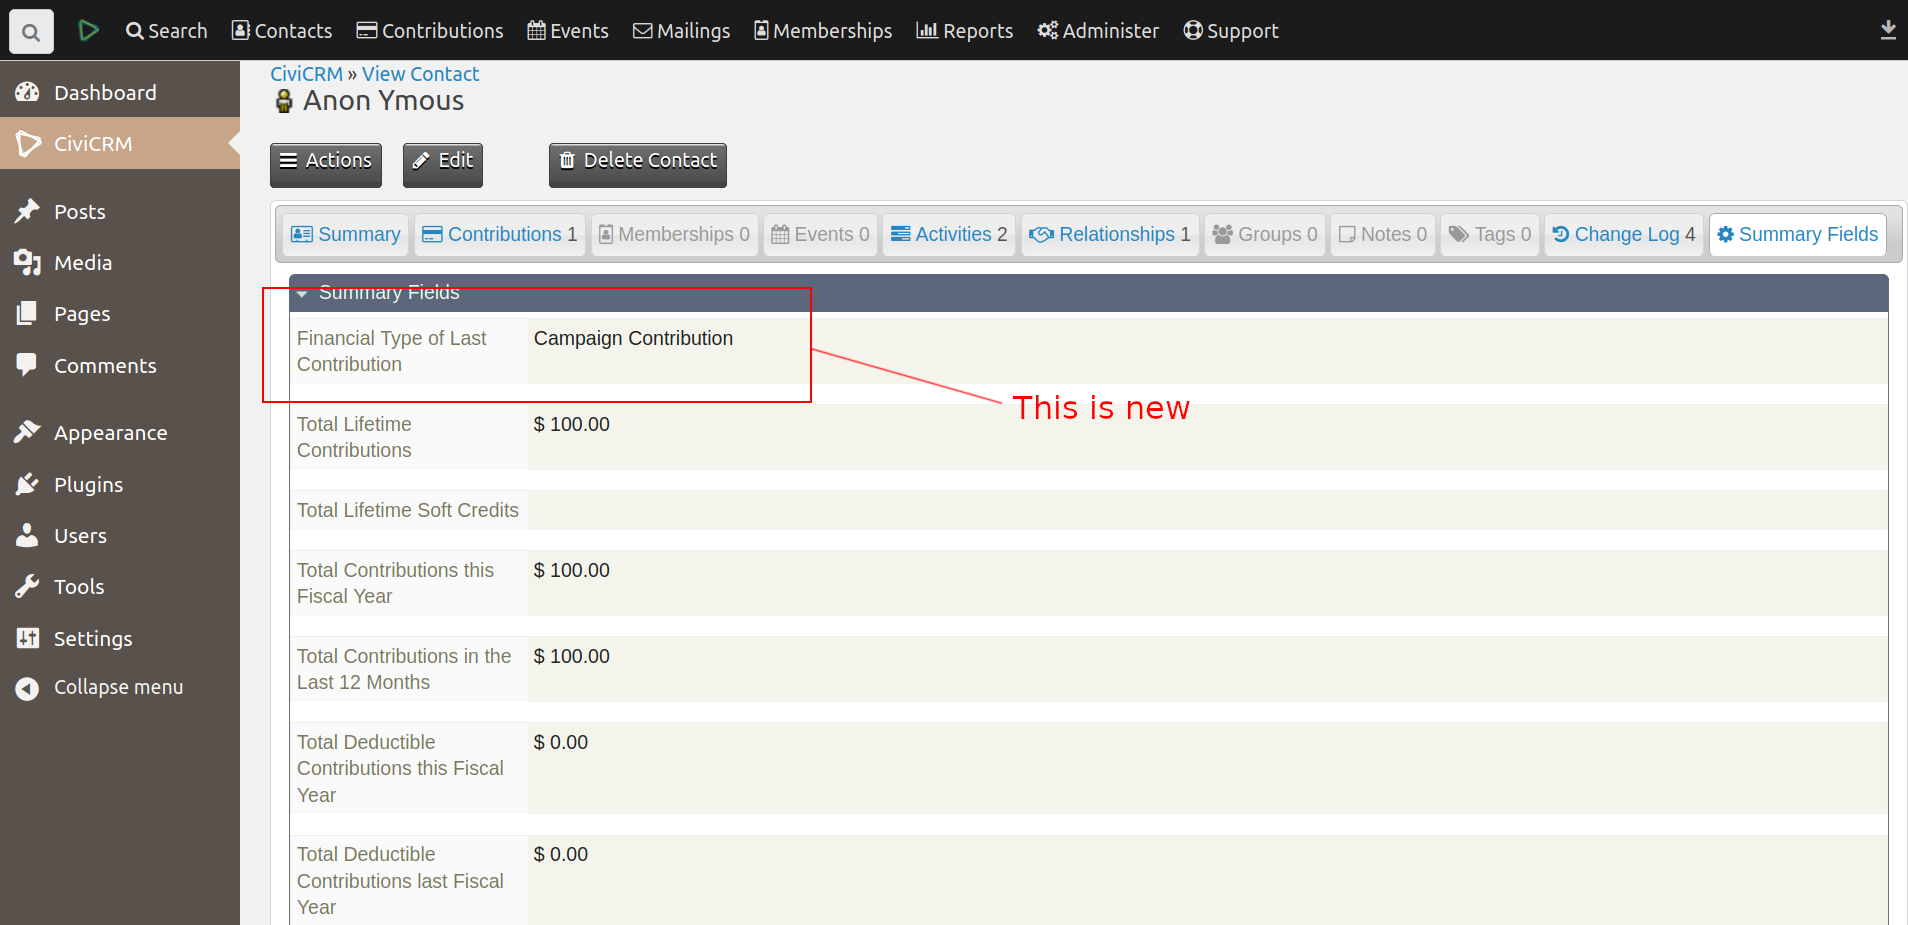 Search Contacts Contributions Events Mailings Memberships Reports Administer Support
Dashboard
CiviCRM
Posts
Media
Pages
Comments
Appearance
Plugins
Users
Tools
Settings
Collapse menu
CiviCRM » View Contact
Anon Ymous
Actions Edit Delete Contact
Summary Contributions 1 Memberships 0 Events 0 Activities 2 Relationships 1 Groups 0 Notes 0 Tags 0 Change Log 4 Summary Fields
Summary Fields
Financial Type of Last
Contribution
Campaign Contribution
This is new
Total Lifetime
Contributions
$ 100.00
Total Lifetime Soft Credits
Total Contributions this
Fiscal Year
$ 100.00
Total Contributions in the
Last 12 Months
$ 100.00
Total Deductible
Contributions this Fiscal
Year
$ 0.00
Total Deductible
Contributions last Fiscal
Year
$ 0.00